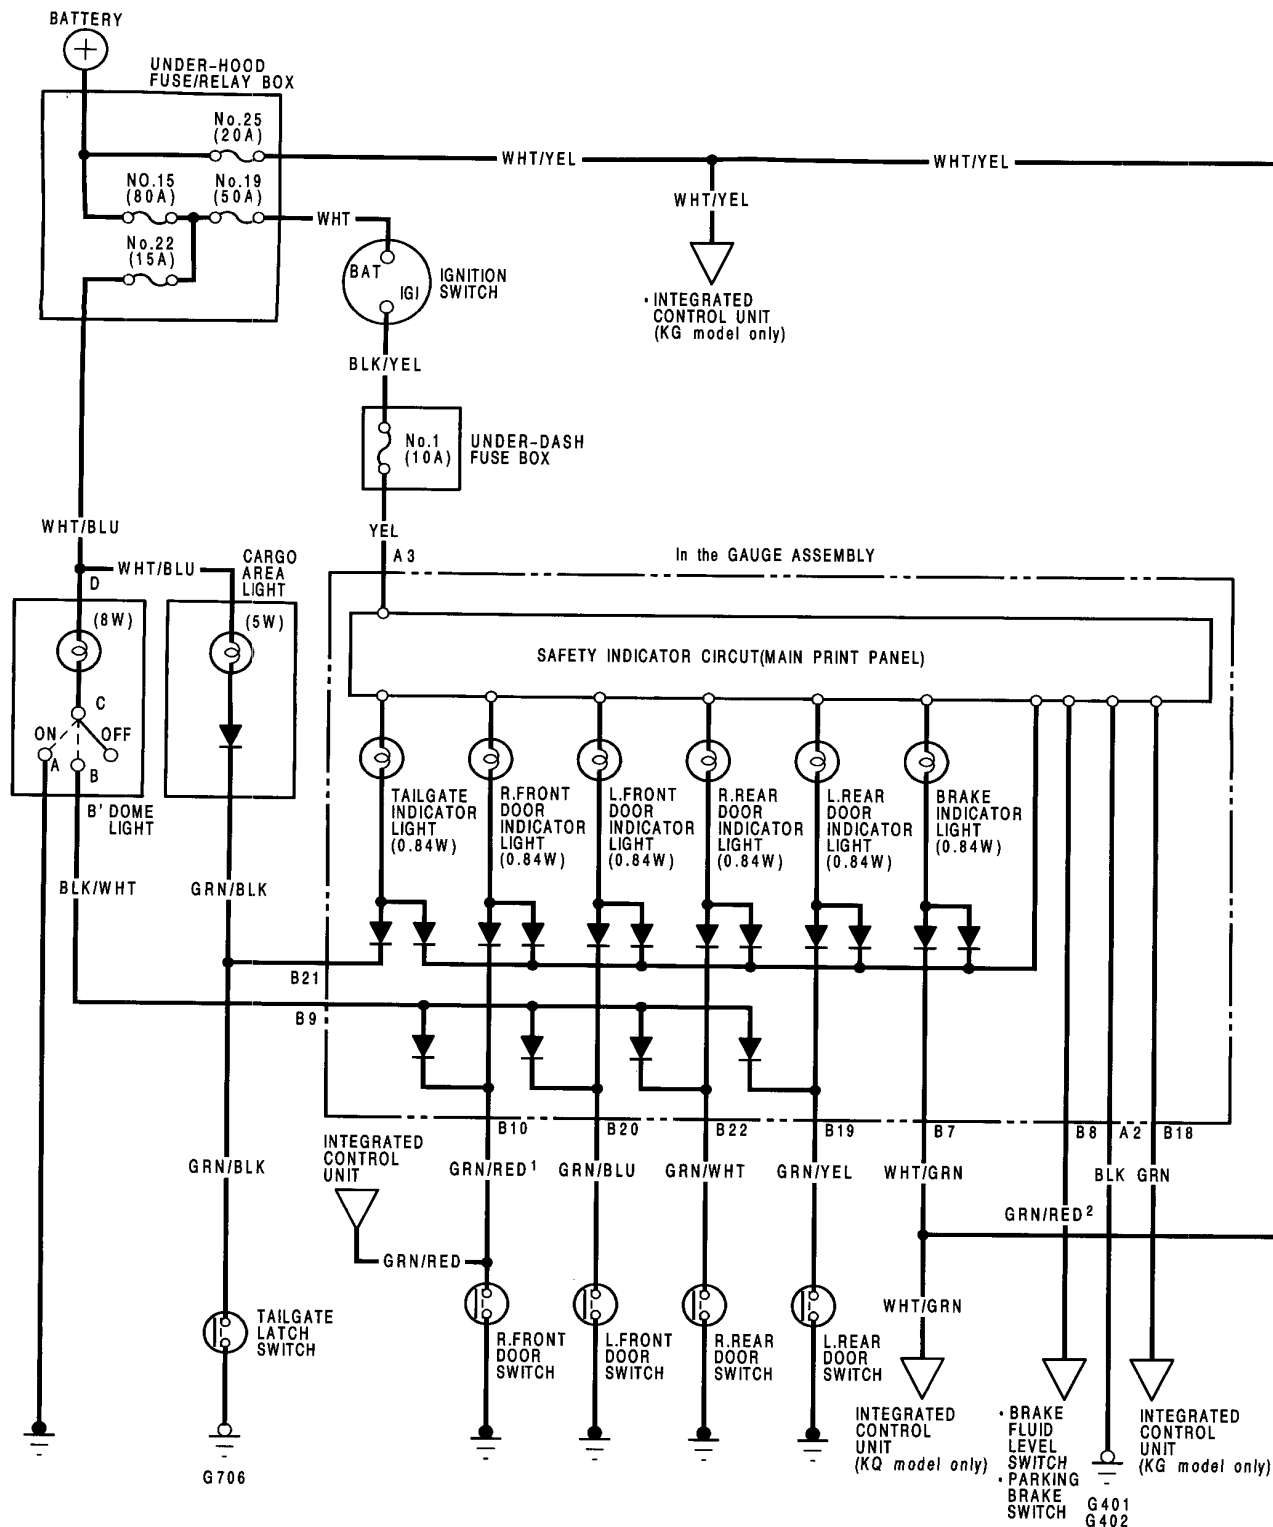 BATTERY
UNDER-HOOD
FUSE/RELAY BOX
No.25
(20A)
WHT/YEL
WHT/YEL
NO.15
(80A)
No.19
(50A)
WHT
WHT/YEL
No.22
(15A)
BAT
IG1
IGNITION
SWITCH
• INTEGRATED
CONTROL UNIT
(KG model only)
BLK/YEL
No.1
(10A)
UNDER-DASH
FUSE BOX
WHT/BLU
YEL
A3
In the GAUGE ASSEMBLY
WHT/BLU
D
CARGO
AREA
LIGHT
(8W)
(5W)
SAFETY INDICATOR CIRCUT(MAIN PRINT PANEL)
C
ON
OFF
A
B
B' DOME
LIGHT
TAILGATE
INDICATOR
LIGHT
(0.84W)
R.FRONT
DOOR
INDICATOR
LIGHT
(0.84W)
L.FRONT
DOOR
INDICATOR
LIGHT
(0.84W)
R.REAR
DOOR
INDICATOR
LIGHT
(0.84W)
L.REAR
DOOR
INDICATOR
LIGHT
(0.84W)
BRAKE
INDICATOR
LIGHT
(0.84W)
BLK/WHT
GRN/BLK
B21
B9
B10
B20
B22
B19
B7
B8
A2
B18
INTEGRATED
CONTROL
UNIT
GRN/BLK
GRN/RED¹
GRN/BLU
GRN/WHT
GRN/YEL
WHT/GRN
BLK
GRN
GRN/RED²
GRN/RED
WHT/GRN
TAILGATE
LATCH
SWITCH
R.FRONT
DOOR
SWITCH
L.FRONT
DOOR
SWITCH
R.REAR
DOOR
SWITCH
L.REAR
DOOR
SWITCH
INTEGRATED
CONTROL
UNIT
(KQ model only)
• BRAKE
FLUID
LEVEL
SWITCH
• PARKING
BRAKE
SWITCH
INTEGRATED
CONTROL
UNIT
(KG model only)
G706
G401
G402